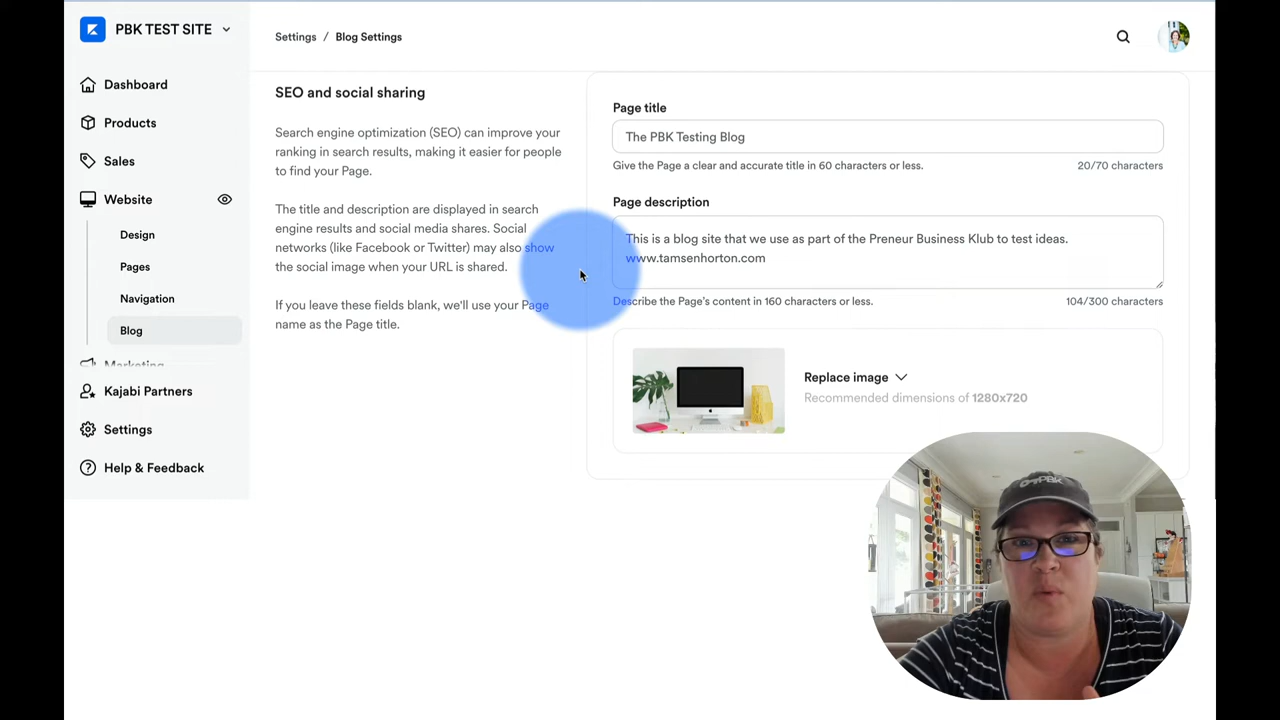 PBK TEST SITE
Dashboard
Products
Sales
Website
Design
Pages
Navigation
Blog
Marketing
Kajabi Partners
Settings
Help & Feedback
Settings / Blog Settings
SEO and social sharing
Search engine optimization (SEO) can improve your
ranking in search results, making it easier for people
to find your Page.
The title and description are displayed in search
engine results and social media shares. Social
networks (like Facebook or Twitter) may also show
the social image when your URL is shared.
If you leave these fields blank, we'll use your Page
name as the Page title.
Page title
The PBK Testing Blog
Give the Page a clear and accurate title in 60 characters or less.
20/70 characters
Page description
This is a blog site that we use as part of the Preneur Business Klub to test ideas.
www.tamsenhorton.com
Describe the Page's content in 160 characters or less.
104/300 characters
Replace image
Recommended dimensions of 1280x720
PBK